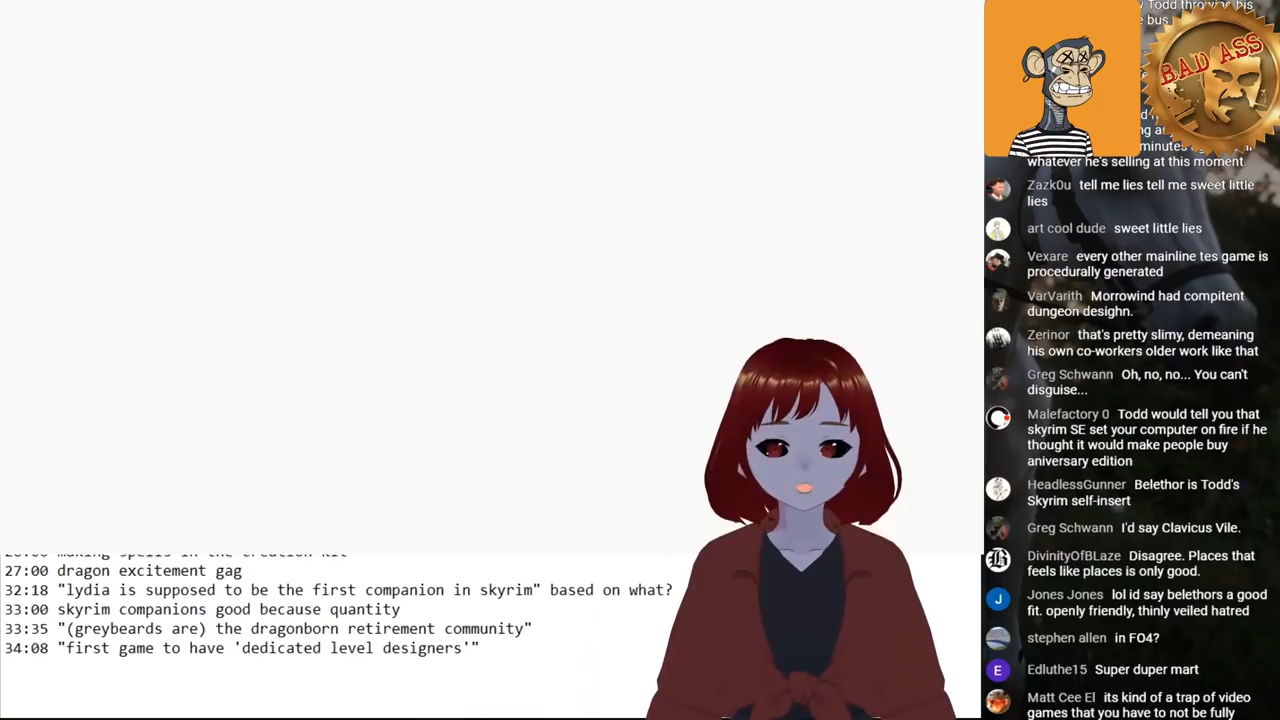 27:00 dragon excitement gag
32:18 "lydia is supposed to be the first companion in skyrim" based on what?
33:00 skyrim companions good because quantity
33:35 "(greybeards are) the dragonborn retirement community"
34:08 "first game to have 'dedicated level designers'"
BAD ASS
Todd throwing his
bus
minutes
whatever he's selling at this moment.
Zazk0u tell me lies tell me sweet little
lies
art cool dude sweet little lies
Vexare every other mainline tes game is
procedurally generated
VarVarith Morrowind had compitent
dungeon desighn.
Zerinor that's pretty slimy, demeaning
his own co-workers older work like that
Greg Schwann Oh, no, no... You can't
disguise...
Malefactory 0 Todd would tell you that
skyrim SE set your computer on fire if he
thought it would make people buy
aniversary edition
HeadlessGunner Belethor is Todd's
Skyrim self-insert
Greg Schwann I'd say Clavicus Vile.
DivinityOfBLaze Disagree. Places that
feels like places is only good.
Jones Jones lol id say belethors a good
fit. openly friendly, thinly veiled hatred
stephen allen in FO4?
Edluthe15 Super duper mart
Matt Cee El its kind of a trap of video
games that you have to not be fully